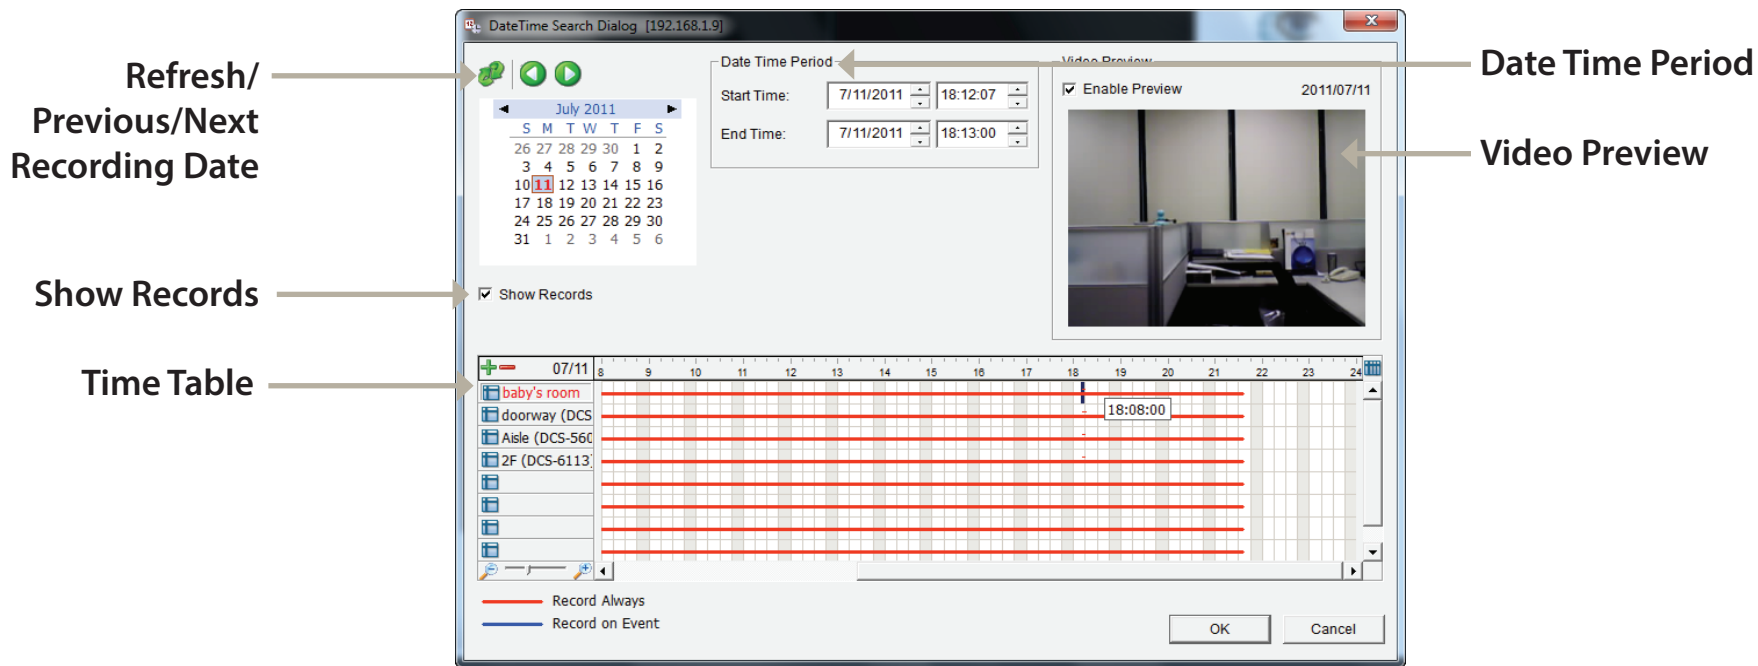 DateTime Search Dialog [192.168.1.9]
Refresh/
Previous/Next
Recording Date
July 2011
S M T W T F S
26 27 28 29 30 1 2
3 4 5 6 7 8 9
10 11 12 13 14 15 16
17 18 19 20 21 22 23
24 25 26 27 28 29 30
31 1 2 3 4 5 6
Date Time Period
Start Time: 7/11/2011 18:12:07
End Time: 7/11/2011 18:13:00
Video Preview
Enable Preview 2011/07/11
Date Time Period
Video Preview
Show Records
Show Records
Time Table
07/11 8 9 10 11 12 13 14 15 16 17 18 19 20 21 22 23 24
baby's room
18:08:00
doorway (DCS
Aisle (DCS-560
2F (DCS-6113)
Record Always
Record on Event
OK Cancel